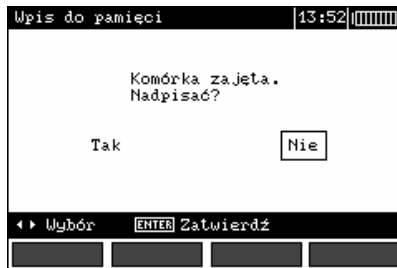 Wpis do pamięci 13:52
Komórka zajęta.
Nadpisać?
Tak Nie
Wybór ENTER Zatwierdź